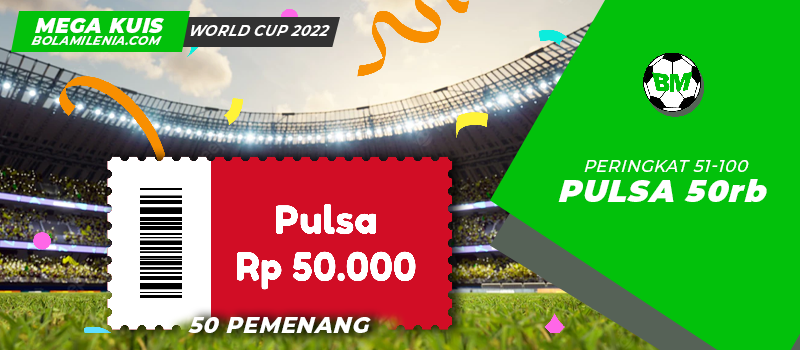 MEGA KUIS
BOLAMILENIA.COM
WORLD CUP 2022
BM
PERINGKAT 51-100
PULSA 50rb
Pulsa
Rp 50.000
50 PEMENANG